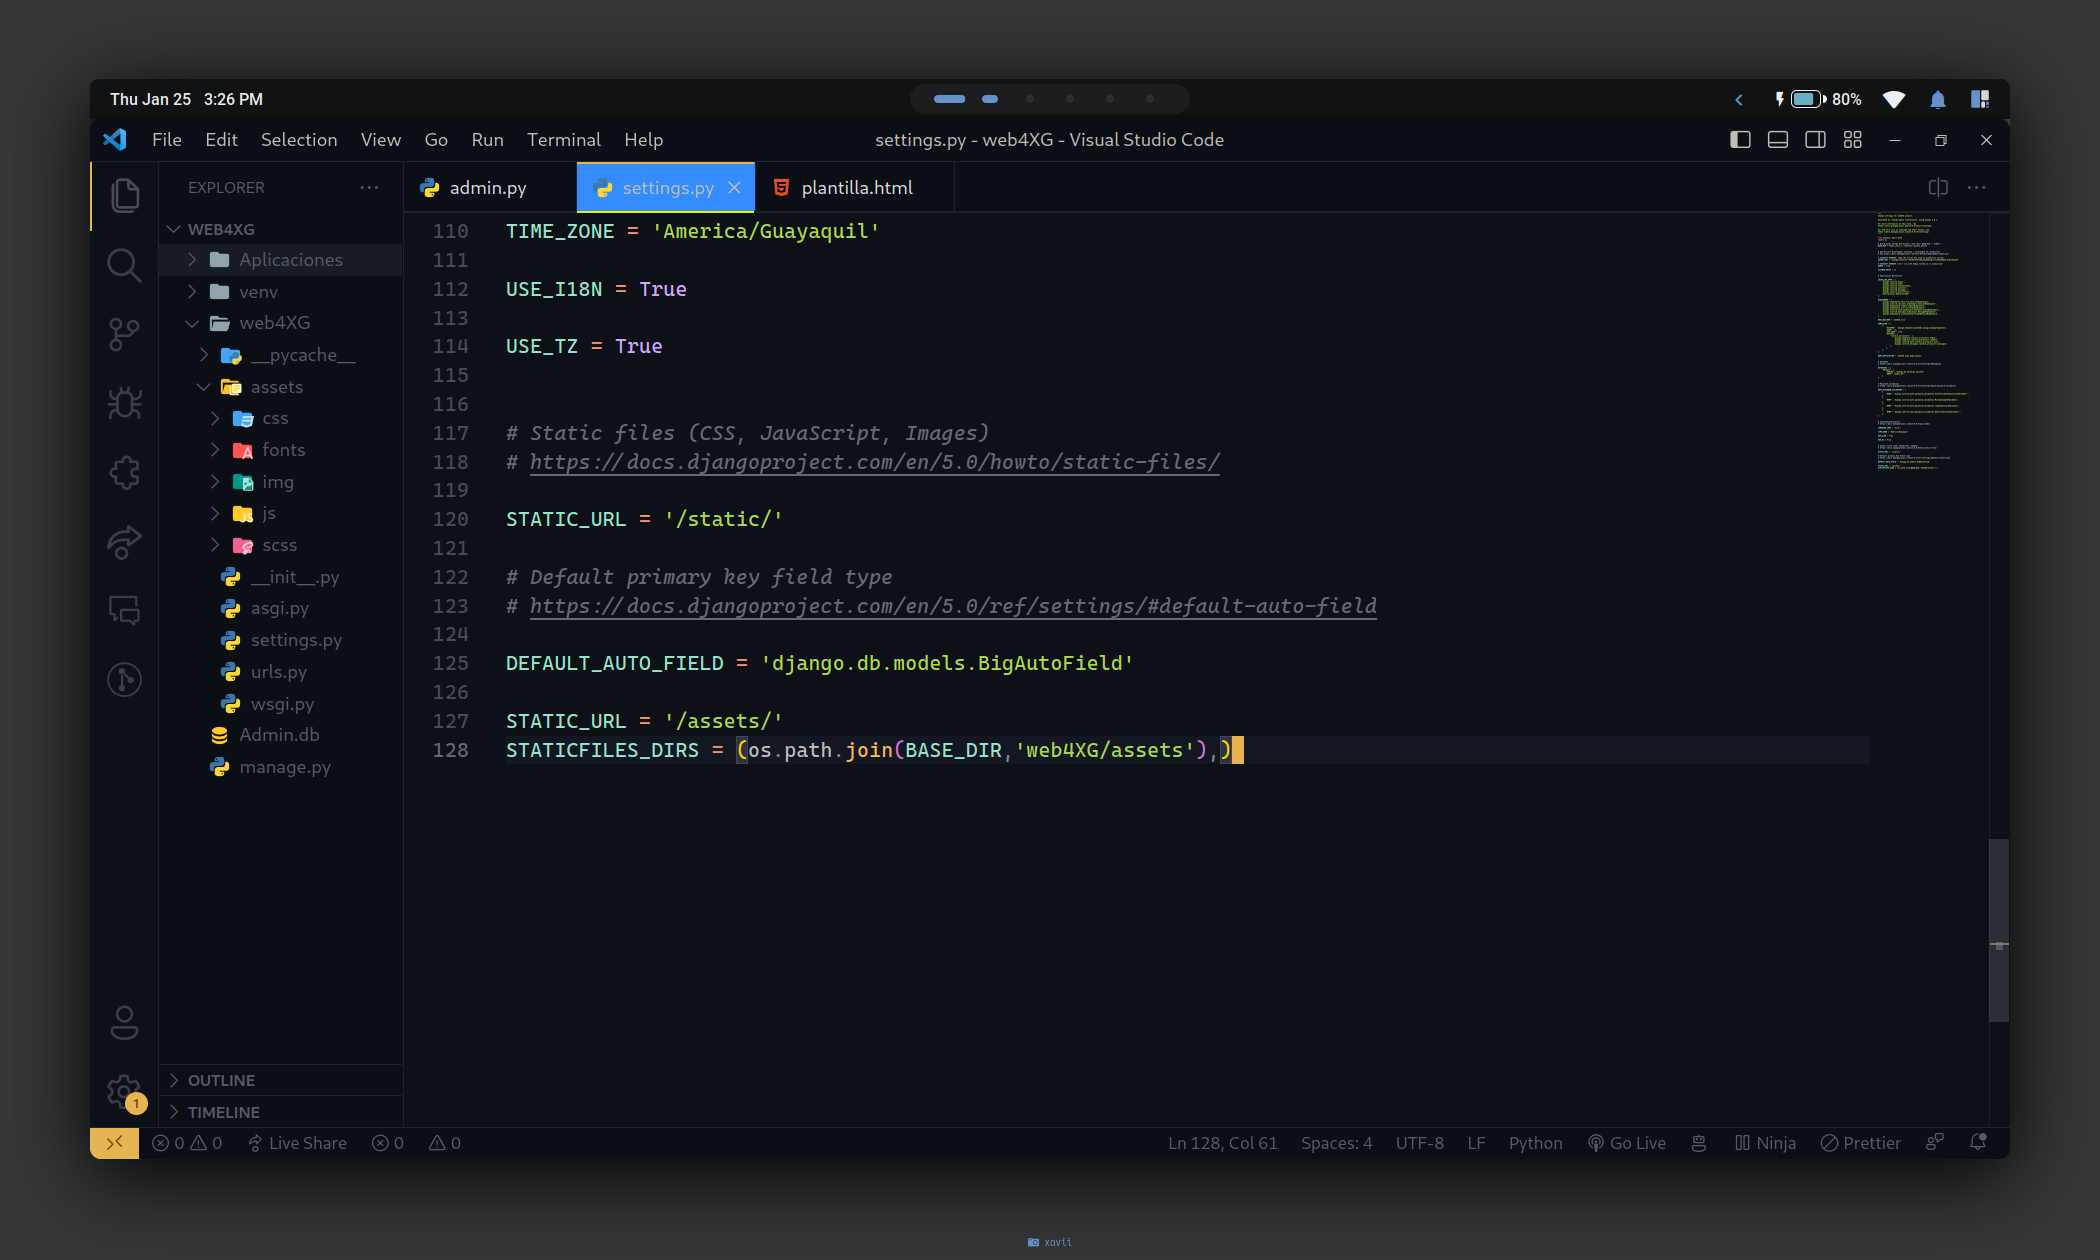 Thu Jan 25 3:26 PM
80%
File Edit Selection View Go Run Terminal Help
settings.py - web4XG - Visual Studio Code
EXPLORER
WEB4XG
Aplicaciones
venv
web4XG
__pycache__
assets
css
fonts
img
js
scss
__init__.py
asgi.py
settings.py
urls.py
wsgi.py
Admin.db
manage.py
OUTLINE
TIMELINE
admin.py
settings.py
plantilla.html
110 TIME_ZONE = 'America/Guayaquil'
111
112 USE_I18N = True
113
114 USE_TZ = True
115
116
117 # Static files (CSS, JavaScript, Images)
118 # https://docs.djangoproject.com/en/5.0/howto/static-files/
119
120 STATIC_URL = '/static/'
121
122 # Default primary key field type
123 # https://docs.djangoproject.com/en/5.0/ref/settings/#default-auto-field
124
125 DEFAULT_AUTO_FIELD = 'django.db.models.BigAutoField'
126
127 STATIC_URL = '/assets/'
128 STATICFILES_DIRS = (os.path.join(BASE_DIR,'web4XG/assets'),)
1
0 0 Live Share 0 0
Ln 128, Col 61 Spaces: 4 UTF-8 LF Python Go Live Ninja Prettier
xovii